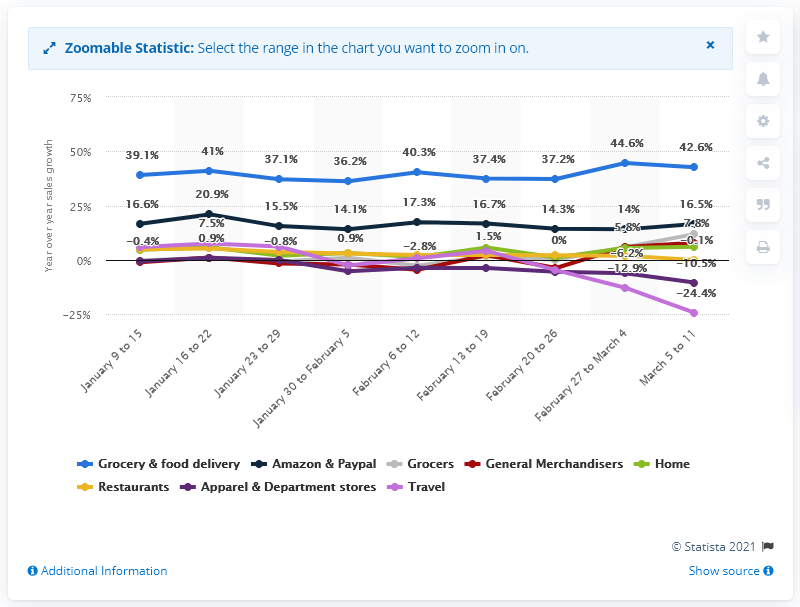 Zoomable Statistic: Select the range in the chart you want to zoom in on.
×
75%
50%
25%
0%
−25%
Year over year sales growth
39.1%
41%
37.1%
36.2%
40.3%
37.4%
37.2%
44.6%
42.6%
16.6%
20.9%
15.5%
14.1%
17.3%
16.7%
14.3%
14%
16.5%
7.5%
5.8%
7.8%
−0.4%
0.9%
−0.8%
0.9%
−2.8%
1.5%
0%
−6.2%
−0.1%
−12.9%
−10.5%
−24.4%
January 9 to 15
January 16 to 22
January 23 to 29
January 30 to February 5
February 6 to 12
February 13 to 19
February 20 to 26
February 27 to March 4
March 5 to 11
Grocery & food delivery Amazon & Paypal Grocers General Merchandisers Home
Restaurants Apparel & Department stores Travel
© Statista 2021
Additional Information Show source